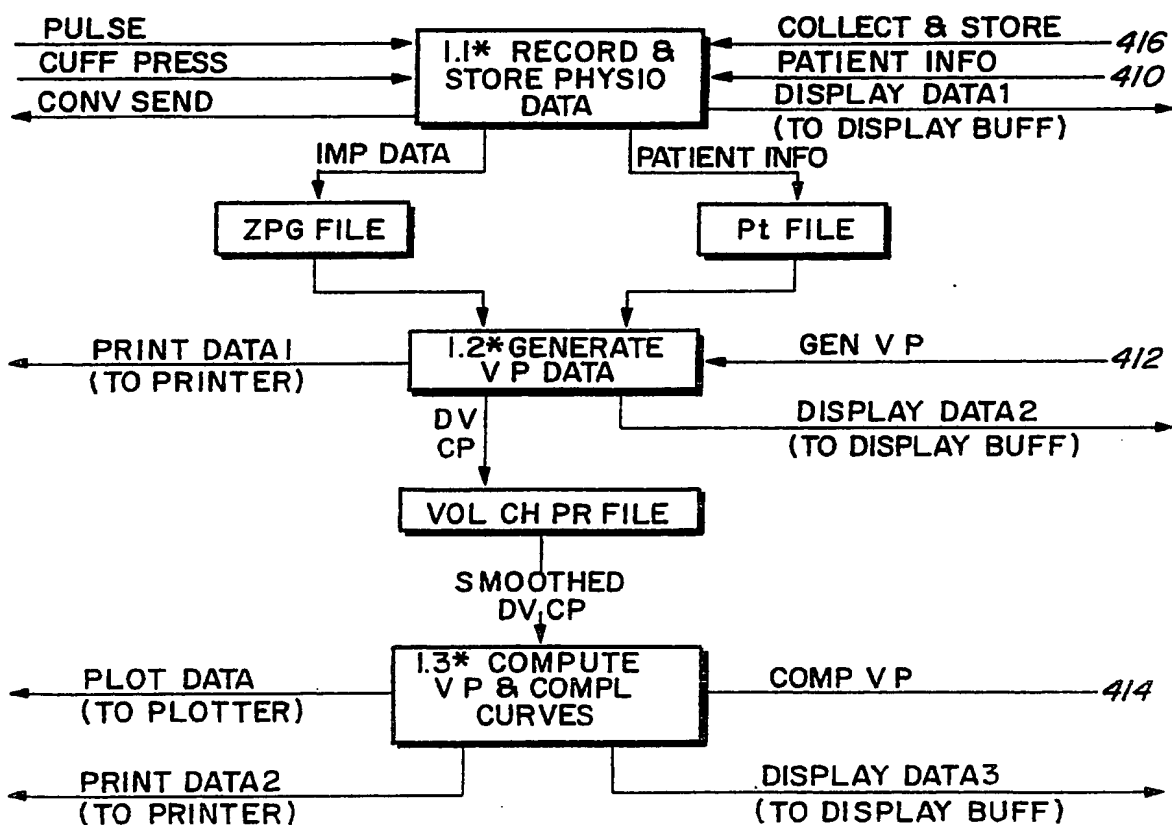 PULSE
CUFF PRESS
CONV SEND
1.1* RECORD &
STORE PHYSIO
DATA
COLLECT & STORE
416
PATIENT INFO
410
DISPLAY DATA1
(TO DISPLAY BUFF)
IMP DATA
PATIENT INFO
ZPG FILE
Pt FILE
PRINT DATA1
(TO PRINTER)
1.2* GENERATE
V P DATA
GEN V P
412
DV
CP
DISPLAY DATA2
(TO DISPLAY BUFF)
VOL CH PR FILE
SMOOTHED
DV, CP
PLOT DATA
(TO PLOTTER)
1.3* COMPUTE
V P & COMPL
CURVES
COMP V P
414
PRINT DATA2
(TO PRINTER)
DISPLAY DATA3
(TO DISPLAY BUFF)